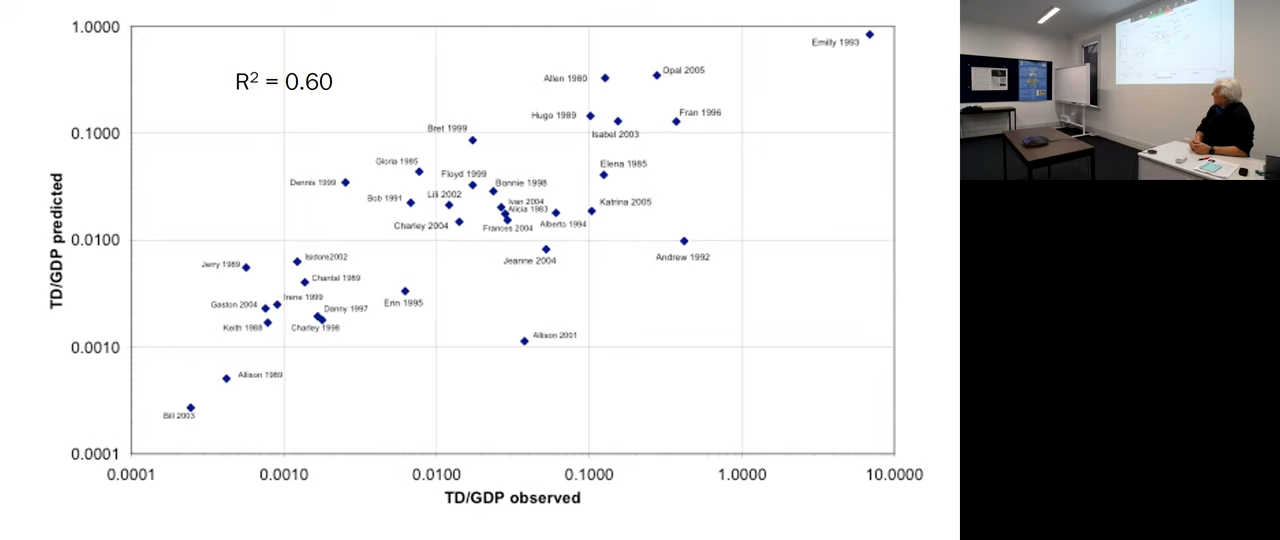 1.0000
Emilly 1993
Opal 2005
Allen 1980
R² = 0.60
Hugo 1989
Fran 1996
Isabel 2003
0.1000
Bret 1999
Gloria 1985
Elena 1985
Floyd 1999
Dennis 1999
Bonnie 1998
Bob 1991
Lili 2002
Ivan 2004
Katrina 2005
Alicia 1983
Charley 2004
Frances 2004
Alberto 1994
TD/GDP predicted
0.0100
Andrew 1992
Jeanne 2004
Isidore2002
Jerry 1989
Chantal 1989
Irene 1999
Erin 1995
Gaston 2004
Danny 1997
Keith 1988
Charley 1998
Allison 2001
0.0010
Allison 1989
Bill 2003
0.0001
0.0001 0.0010 0.0100 0.1000 1.0000 10.0000
TD/GDP observed